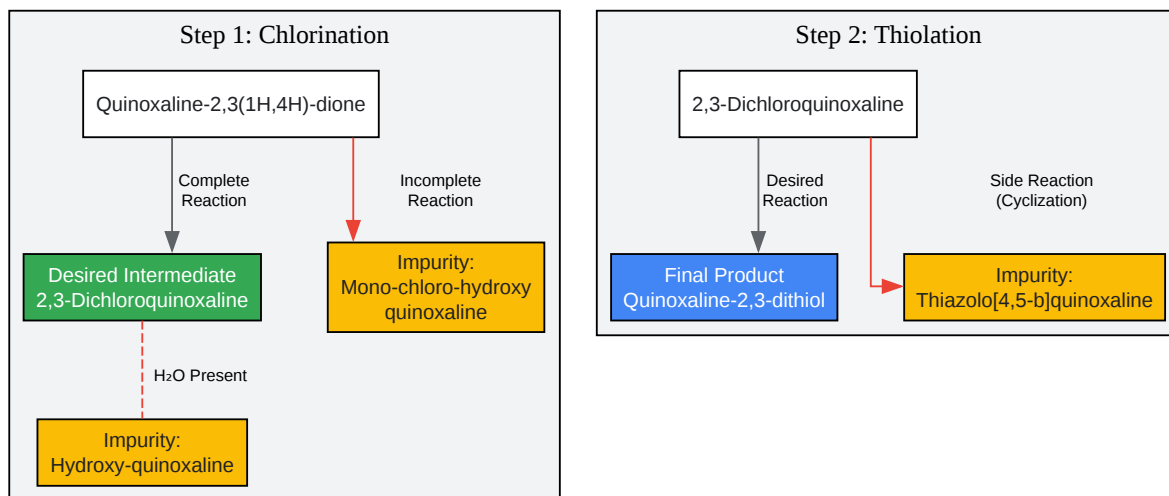 Step 1: Chlorination
Quinoxaline-2,3(1H,4H)-dione
Complete
Reaction
Incomplete
Reaction
Desired Intermediate
2,3-Dichloroquinoxaline
Impurity:
Mono-chloro-hydroxy
quinoxaline
H₂O Present
Impurity:
Hydroxy-quinoxaline
Step 2: Thiolation
2,3-Dichloroquinoxaline
Desired
Reaction
Side Reaction
(Cyclization)
Final Product
Quinoxaline-2,3-dithiol
Impurity:
Thiazolo[4,5-b]quinoxaline